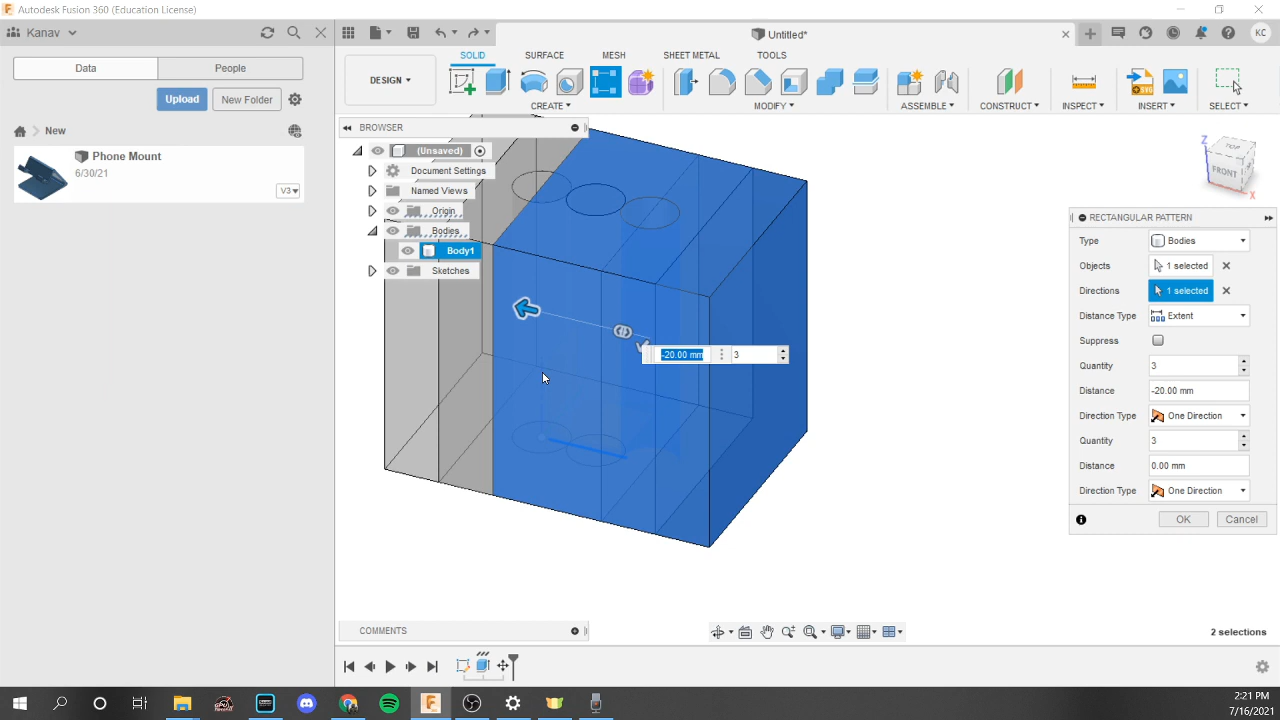 Autodesk Fusion 360 (Education License)
Kanav
Untitled*
KC
Data
People
Upload
New Folder
New
Phone Mount
6/30/21
V3
DESIGN
SOLID
SURFACE
MESH
SHEET METAL
TOOLS
CREATE
MODIFY
ASSEMBLE
CONSTRUCT
INSPECT
INSERT
SELECT
BROWSER
(Unsaved)
Document Settings
Named Views
Origin
Bodies
Body1
Sketches
TOP
FRONT
Z
X
-20.00 mm
3
RECTANGULAR PATTERN
Type
Bodies
Objects
1 selected
Directions
1 selected
Distance Type
Extent
Suppress
Quantity
3
Distance
-20.00 mm
Direction Type
One Direction
Quantity
3
Distance
0.00 mm
Direction Type
One Direction
OK
Cancel
COMMENTS
2 selections
2:21 PM
7/16/2021